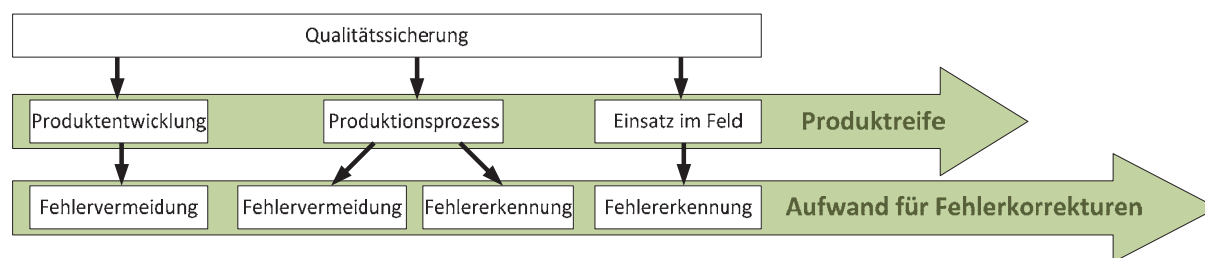 Qualitätssicherung
Produktentwicklung
Produktionsprozess
Einsatz im Feld
Produktreife
Fehlervermeidung
Fehlervermeidung
Fehlererkennung
Fehlererkennung
Aufwand für Fehlerkorrekturen